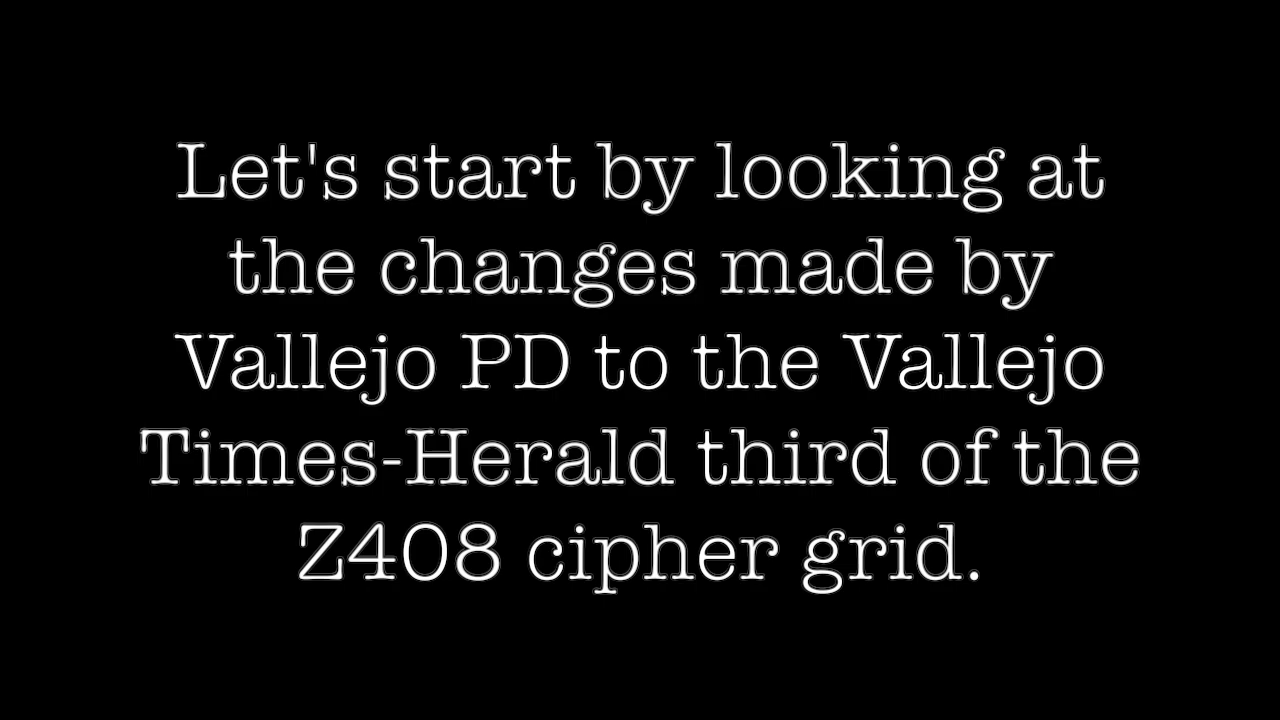 Let's start by looking at
the changes made by
Vallejo PD to the Vallejo
Times-Herald third of the
Z408 cipher grid.